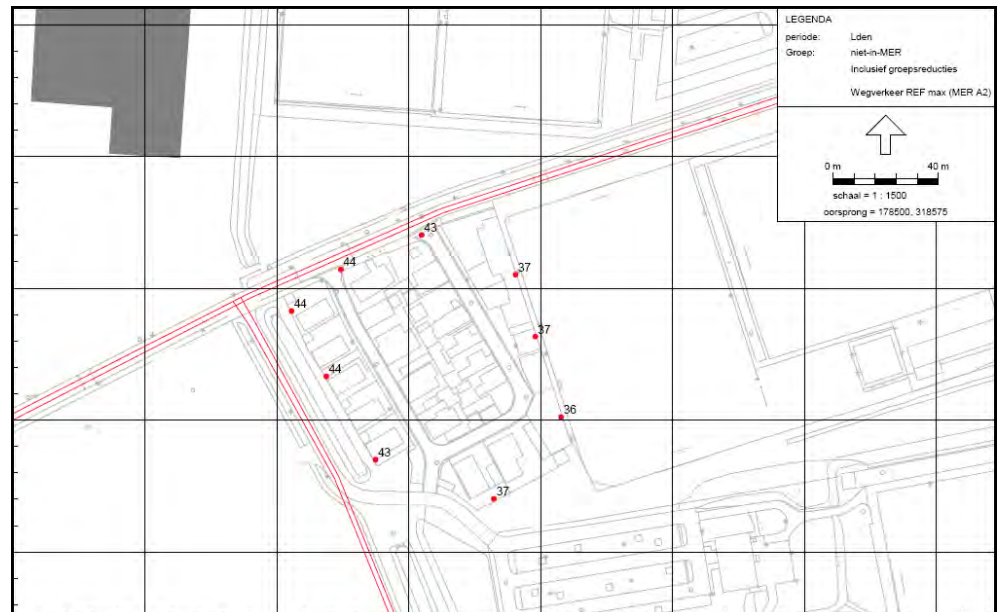 LEGENDA
periode: Lden
Groep: niet-in-MER
Inclusief groepsreducties
Wegverkeer REF max (MER A2)
0 m 40 m
schaal = 1 : 1500
oorsprong = 178500, 318575
43
44
37
44
37
44
36
43
37